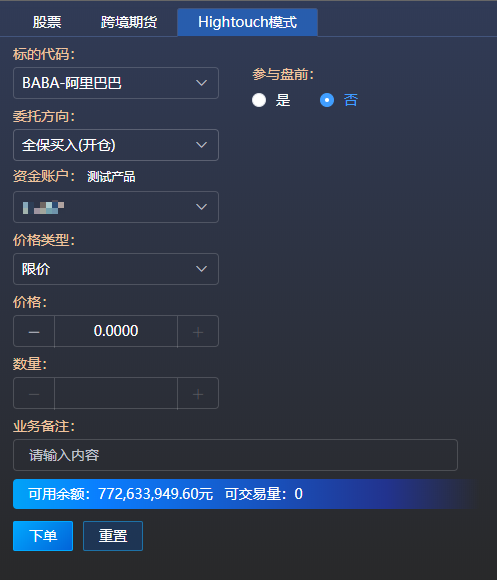 股票 跨境期货 Hightouch模式
标的代码：
BABA-阿里巴巴
参与盘前：
是 否
委托方向：
全保买入(开仓)
资金账户： 测试产品
价格类型：
限价
价格：
0.0000
数量：
业务备注：
请输入内容
可用余额：772,633,949.60元 可交易量：0
下单 重置